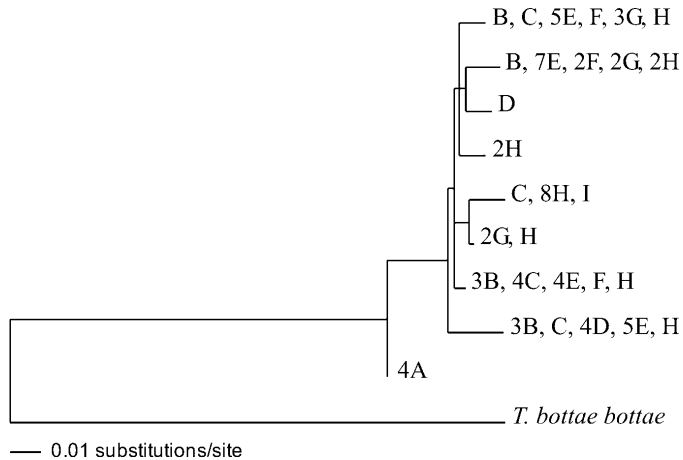 B, C, 5E, F, 3G, H
B, 7E, 2F, 2G, 2H
D
2H
C, 8H, I
2G, H
3B, 4C, 4E, F, H
3B, C, 4D, 5E, H
4A
T. bottae bottae
0.01 substitutions/site